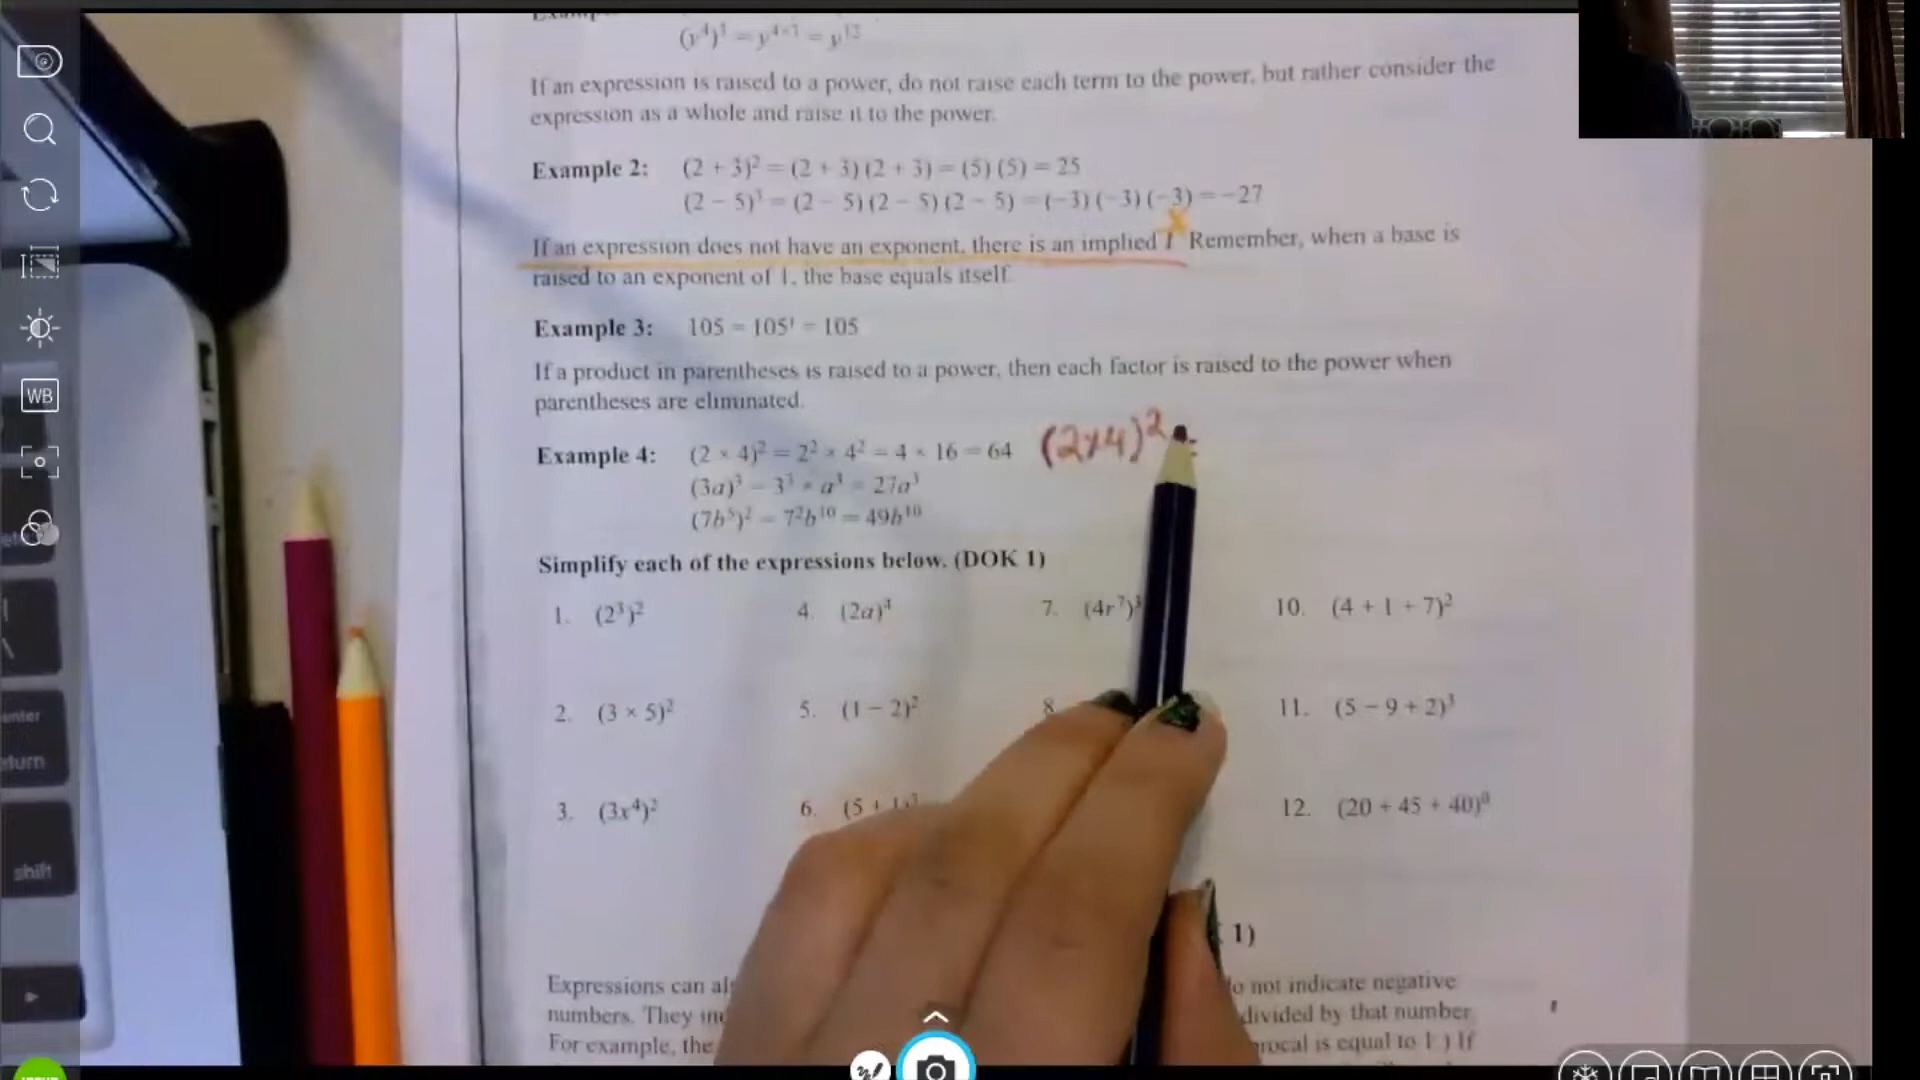 (y⁴)³ = y⁴ˣ³ = y¹²
If an expression is raised to a power, do not raise each term to the power, but rather consider the
expression as a whole and raise it to the power.
Example 2: (2 + 3)² = (2 + 3) (2 + 3) = (5) (5) = 25
(2 − 5)³ = (2 − 5) (2 − 5) (2 − 5) = (−3) (−3) (−3) = −27
If an expression does not have an exponent, there is an implied 1 Remember, when a base is
raised to an exponent of 1, the base equals itself.
Example 3: 105 = 105¹ = 105
If a product in parentheses is raised to a power, then each factor is raised to the power when
parentheses are eliminated.
Example 4: (2 × 4)² = 2² × 4² = 4 × 16 = 64 (2×4)²
(3a)³ = 3³ × a³ = 27a³
(7b⁵)² = 7²b¹⁰ = 49b¹⁰
Simplify each of the expressions below. (DOK 1)
1. (2³)² 4. (2a)⁴ 7. (4r⁷)³ 10. (4 + 1 + 7)²
2. (3 × 5)² 5. (1 − 2)² 8. 11. (5 − 9 + 2)³
3. (3x⁴)² 6. (5 + 12. (20 + 45 + 40)⁰
1)
Expressions can not indicate negative
numbers. They divided by that number
For example, the is equal to 1.) If
WB
enter
return
shift